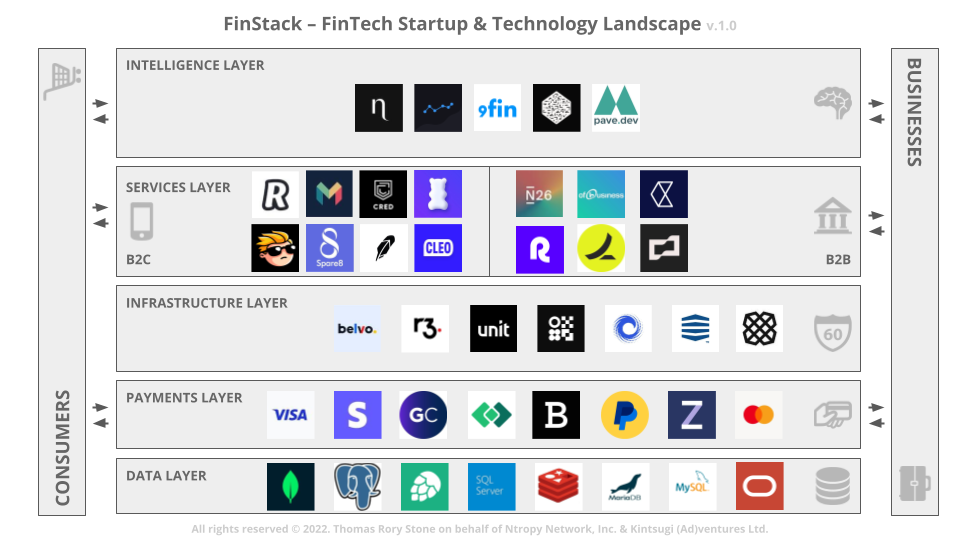 FinStack – FinTech Startup & Technology Landscape v.1.0
CONSUMERS
BUSINESSES
INTELLIGENCE LAYER
η
9fin
pave.dev
SERVICES LAYER
B2C
R
CRED
Spare8
CLEO
N26
ofBusiness
R
B2B
INFRASTRUCTURE LAYER
belvo.
r3.
unit
60
PAYMENTS LAYER
VISA
S
GC
B
P
Z
DATA LAYER
SQL
Server
MariaDB
MySQL
All rights reserved © 2022. Thomas Rory Stone on behalf of Ntropy Network, Inc. & Kintsugi (Ad)ventures Ltd.